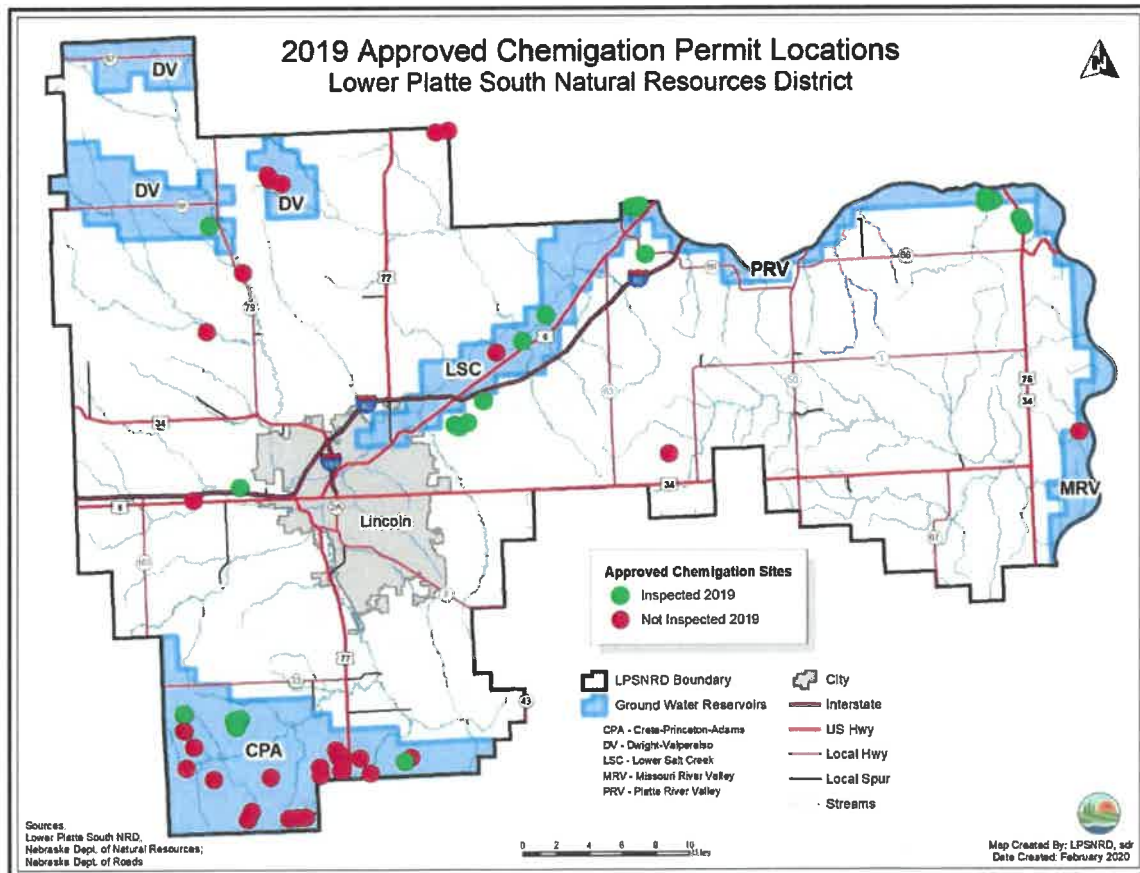 2019 Approved Chemigation Permit Locations
Lower Platte South Natural Resources District
N
DV
DV
DV
77
79
PRV
66
LSC
6
63
1
50
75
34
34
34
MRV
6
Lincoln
67
103
77
33
43
CPA
Approved Chemigation Sites
Inspected 2019
Not Inspected 2019
LPSNRD Boundary
Ground Water Reservoirs
CPA - Crete-Princeton-Adams
DV - Dwight-Valparaiso
LSC - Lower Salt Creek
MRV - Missouri River Valley
PRV - Platte River Valley
City
Interstate
US Hwy
Local Hwy
Local Spur
Streams
Sources:
Lower Platte South NRD,
Nebraska Dept. of Natural Resources;
Nebraska Dept. of Roads
0 2 4 6 8 10
Miles
Map Created By: LPSNRD, sdr
Date Created: February 2020